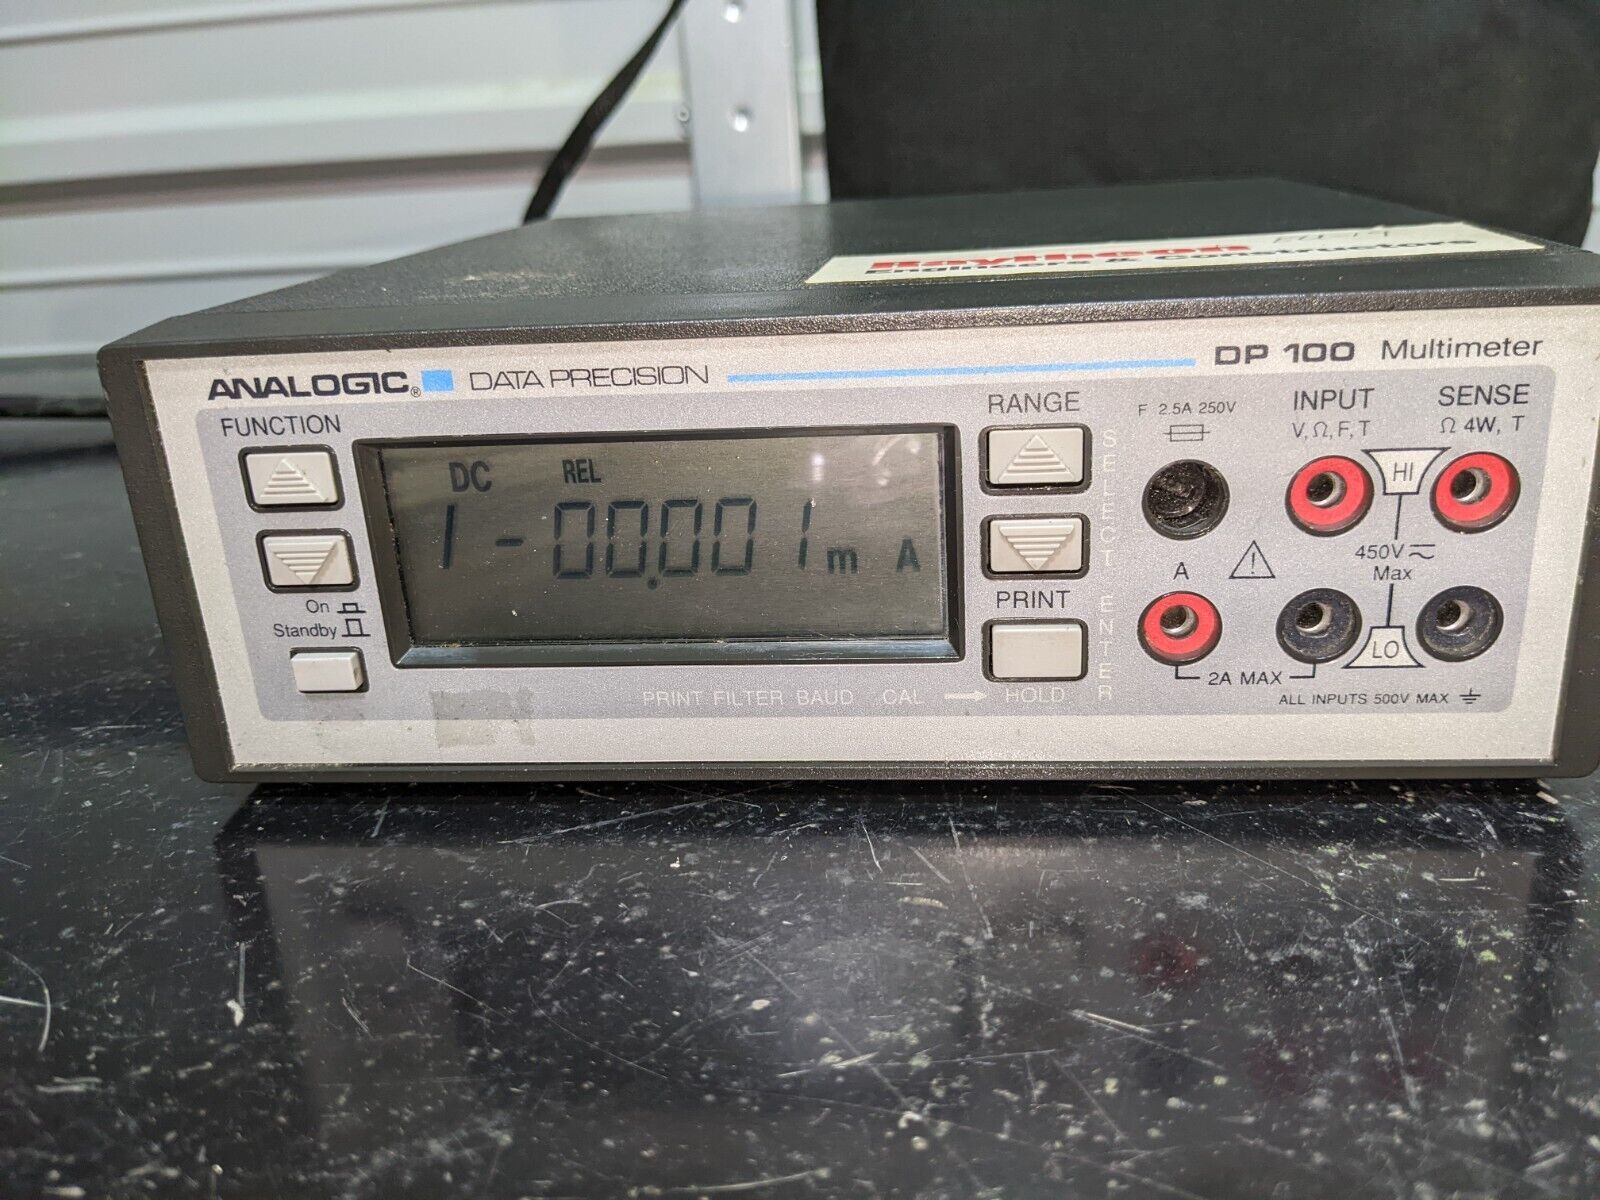 Raytheon
Engineers & Constructors
ANALOGIC® DATA PRECISION
DP 100 Multimeter
FUNCTION
DC REL
1 -00.001 m A
On
Standby
RANGE
PRINT
SELECT ENTER
PRINT FILTER BAUD CAL → HOLD
F 2.5A 250V
INPUT
V, Ω, F, T
SENSE
Ω 4W, T
HI
450V
Max
A
LO
2A MAX
ALL INPUTS 500V MAX